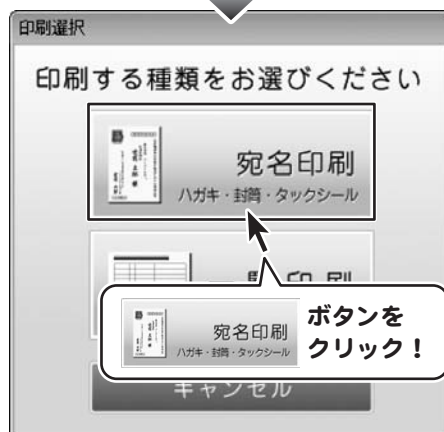 印刷選択
印刷する種類をお選びください
宛名印刷
ハガキ・封筒・タックシール
宛名印刷
ハガキ・封筒・タックシール
ボタンを
クリック！
キャンセル